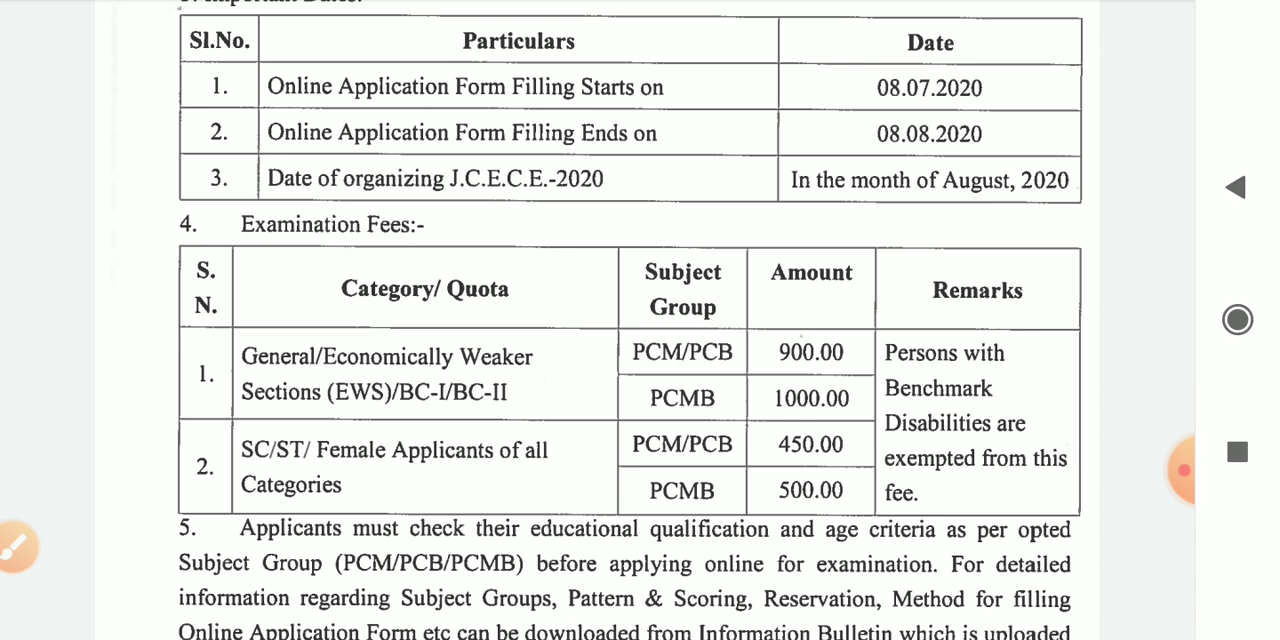 3. Important Dates:
Sl.No. Particulars Date
1. Online Application Form Filling Starts on 08.07.2020
2. Online Application Form Filling Ends on 08.08.2020
3. Date of organizing J.C.E.C.E.-2020 In the month of August, 2020
4. Examination Fees:-
S. N. Category/ Quota Subject Group Amount Remarks
1. General/Economically Weaker
Sections (EWS)/BC-I/BC-II
PCM/PCB 900.00
PCMB 1000.00
2. SC/ST/ Female Applicants of all
Categories
PCM/PCB 450.00
PCMB 500.00
Persons with
Benchmark
Disabilities are
exempted from this
fee.
5. Applicants must check their educational qualification and age criteria as per opted
Subject Group (PCM/PCB/PCMB) before applying online for examination. For detailed
information regarding Subject Groups, Pattern & Scoring, Reservation, Method for filling
Online Application Form etc can be downloaded from Information Bulletin which is uploaded